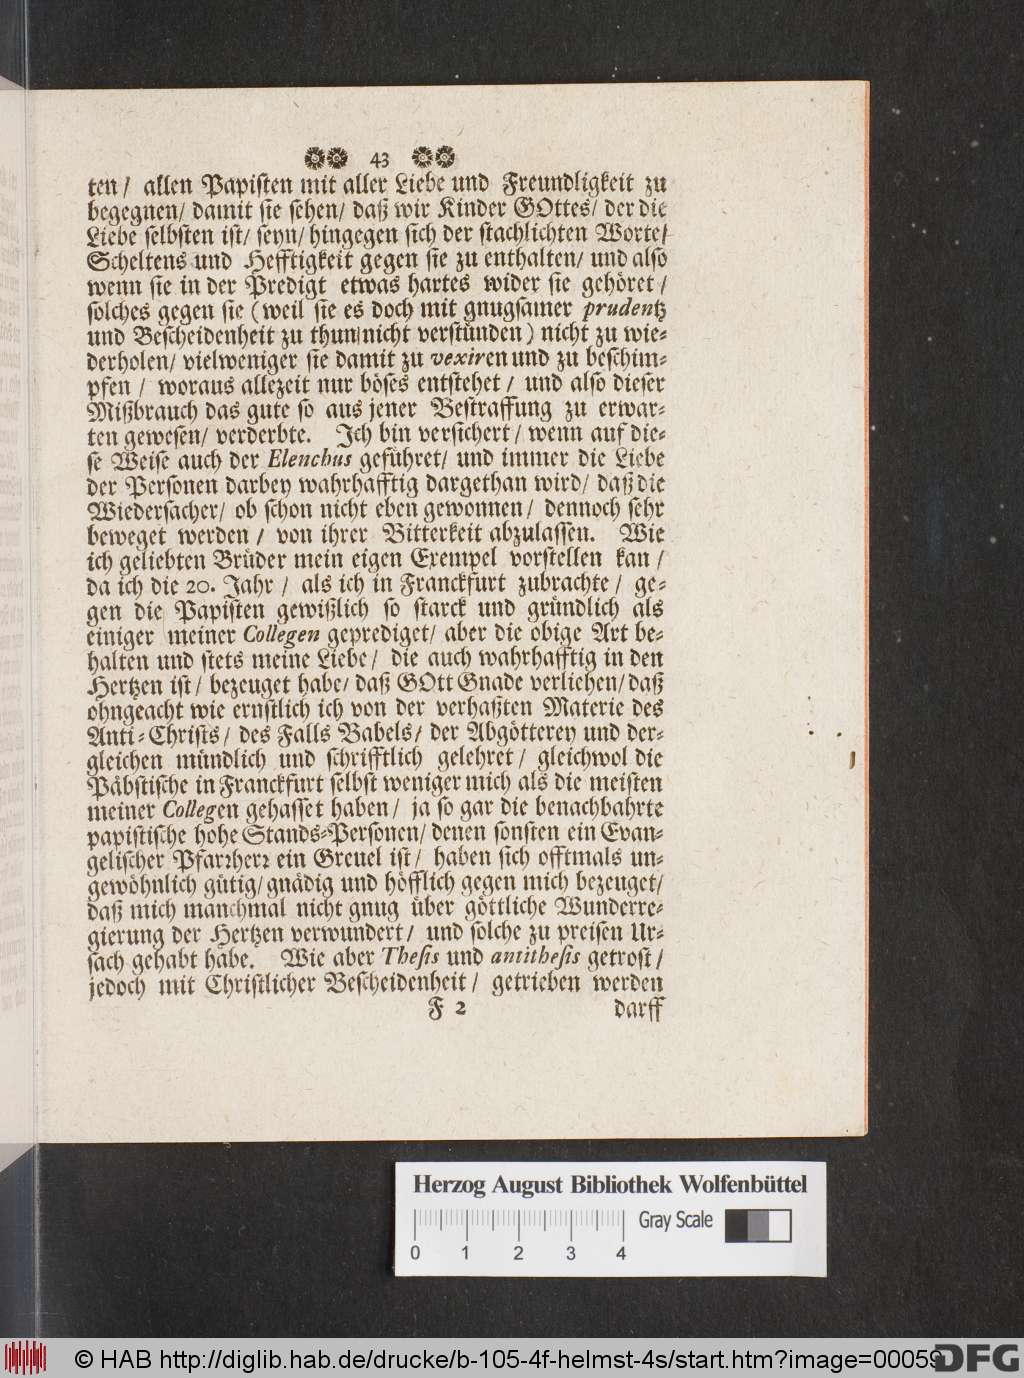 43
ten / allen Papisten mit aller Liebe und Freundligkeit zu
begegnen / damit sie sehen / daß wir Kinder GOttes / der die
Liebe selbsten ist / seyn / hingegen sich der stachlichten Worte /
Scheltens und Hefftigkeit gegen sie zu enthalten / und also
wenn sie in der Predigt etwas hartes wider sie gehöret /
solches gegen sie (weil sie es doch mit gnugsamer prudentz
und Bescheidenheit zu thun nicht verstünden) nicht zu wie=
derholen / vielweniger sie damit zu vexiren und zu beschim=
pfen / woraus allezeit nur böses entstehet / und also dieser
Mißbrauch das gute so aus jener Bestraffung zu erwar=
ten gewesen / verderbte. Ich bin versichert / wenn auf die=
se Weise auch der Elenchus geführet / und immer die Liebe
der Personen darbey wahrhafftig dargethan wird / daß die
Wiedersacher / ob schon nicht eben gewonnen / dennoch sehr
beweget werden / von ihrer Bitterkeit abzulassen. Wie
ich geliebten Brüder mein eigen Exempel vorstellen kan /
da ich die 20. Jahr / als ich in Franckfurt zubrachte / ge=
gen die Papisten gewißlich so starck und gründlich als
einiger meiner Collegen geprediget / aber die obige Art be=
halten und stets meine Liebe / die auch wahrhafftig in den
Hertzen ist / bezeuget habe / daß GOtt Gnade verliehen / daß
ohngeacht wie ernstlich ich von der verhaßten Materie des
Anti=Christs / des Falls Babels / der Abgötterey und der=
gleichen mündlich und schrifftlich gelehret / gleichwol die
Päbstische in Franckfurt selbst weniger mich als die meisten
meiner Collegen gehasset haben / ja so gar die benachbahrte
papistische hohe Stands=Personen / denen sonsten ein Evan=
gelischer Pfarrherr ein Greuel ist / haben sich offtmals un=
gewöhnlich gütig / gnädig und höfflich gegen mich bezeuget /
daß mich manchmal nicht gnug über göttliche Wunderre=
gierung der Hertzen verwundert / und solche zu preisen Ur=
sach gehabt habe. Wie aber Thesis und antithesis getrost /
jedoch mit Christlicher Bescheidenheit / getrieben werden
F 2 darff
Herzog August Bibliothek Wolfenbüttel
Gray Scale
0 1 2 3 4
© HAB http://diglib.hab.de/drucke/b-105-4f-helmst-4s/start.htm?image=00059
DFG